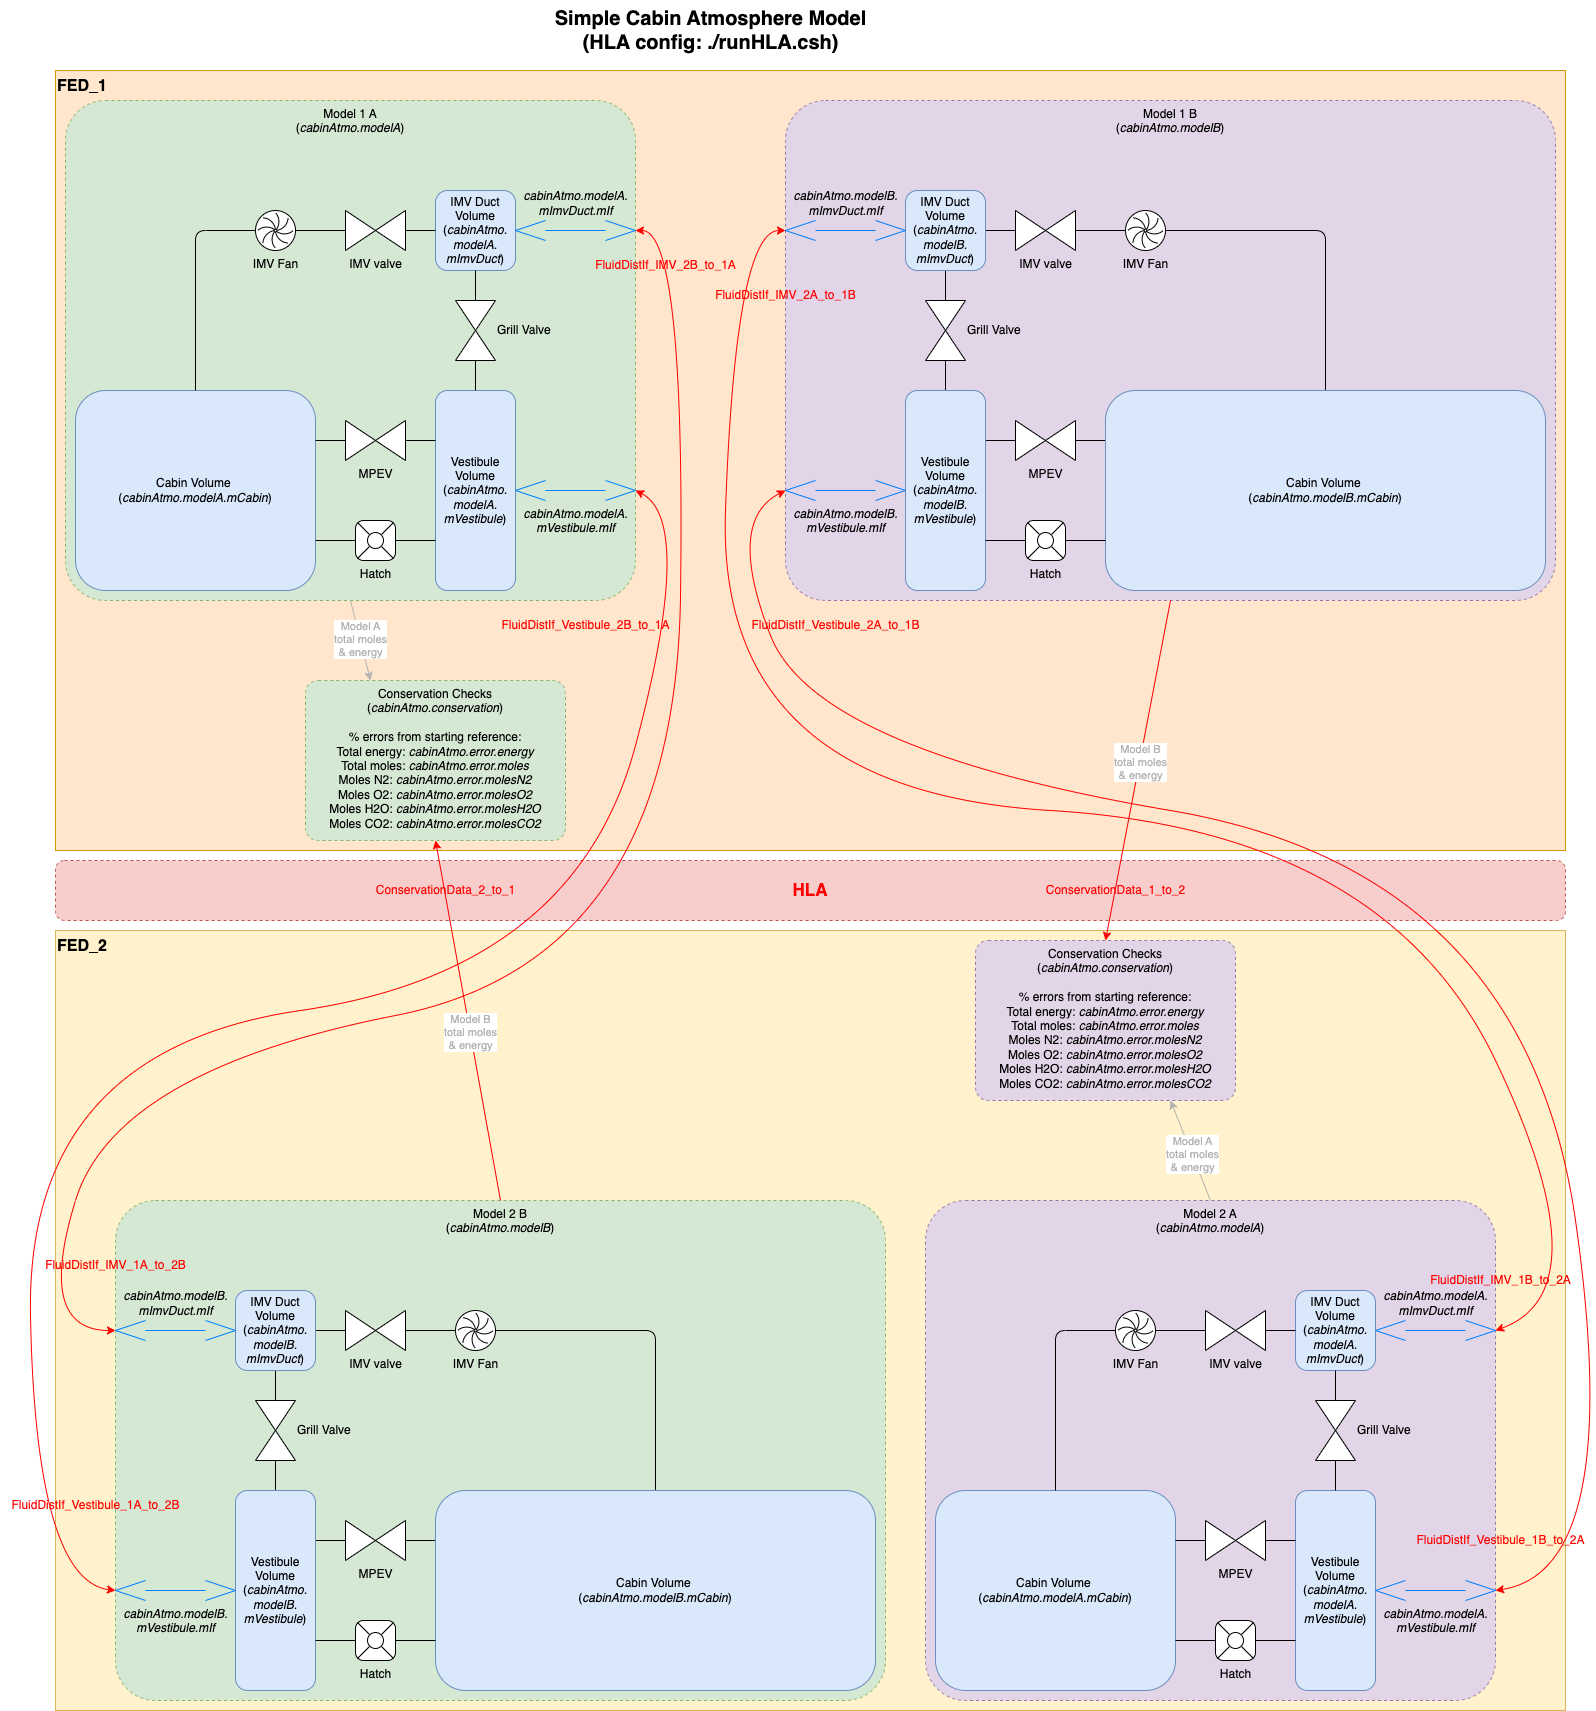 Simple Cabin Atmosphere Model
(HLA config: ./runHLA.csh)
FED_1
Model 1 A
(cabinAtmo.modelA)
IMV Fan
IMV valve
IMV Duct
Volume
(cabinAtmo.
modelA.
mImvDuct)
cabinAtmo.modelA.
mImvDuct.mIf
FluidDistIf_IMV_2B_to_1A
Grill Valve
Cabin Volume
(cabinAtmo.modelA.mCabin)
MPEV
Hatch
Vestibule
Volume
(cabinAtmo.
modelA.
mVestibule)
cabinAtmo.modelA.
mVestibule.mIf
FluidDistIf_Vestibule_2B_to_1A
Model 1 B
(cabinAtmo.modelB)
cabinAtmo.modelB.
mImvDuct.mIf
FluidDistIf_IMV_2A_to_1B
IMV Duct
Volume
(cabinAtmo.
modelB.
mImvDuct)
IMV valve
IMV Fan
Grill Valve
Vestibule
Volume
(cabinAtmo.
modelB.
mVestibule)
cabinAtmo.modelB.
mVestibule.mIf
MPEV
Hatch
Cabin Volume
(cabinAtmo.modelB.mCabin)
FluidDistIf_Vestibule_2A_to_1B
Model A
total moles
& energy
Conservation Checks
(cabinAtmo.conservation)
% errors from starting reference:
Total energy: cabinAtmo.error.energy
Total moles: cabinAtmo.error.moles
Moles N2: cabinAtmo.error.molesN2
Moles O2: cabinAtmo.error.molesO2
Moles H2O: cabinAtmo.error.molesH2O
Moles CO2: cabinAtmo.error.molesCO2
Model B
total moles
& energy
ConservationData_2_to_1
HLA
ConservationData_1_to_2
FED_2
Conservation Checks
(cabinAtmo.conservation)
% errors from starting reference:
Total energy: cabinAtmo.error.energy
Total moles: cabinAtmo.error.moles
Moles N2: cabinAtmo.error.molesN2
Moles O2: cabinAtmo.error.molesO2
Moles H2O: cabinAtmo.error.molesH2O
Moles CO2: cabinAtmo.error.molesCO2
Model B
total moles
& energy
Model A
total moles
& energy
Model 2 B
(cabinAtmo.modelB)
FluidDistIf_IMV_1A_to_2B
cabinAtmo.modelB.
mImvDuct.mIf
IMV Duct
Volume
(cabinAtmo.
modelB.
mImvDuct)
IMV valve
IMV Fan
Grill Valve
FluidDistIf_Vestibule_1A_to_2B
Vestibule
Volume
(cabinAtmo.
modelB.
mVestibule)
cabinAtmo.modelB.
mVestibule.mIf
MPEV
Hatch
Cabin Volume
(cabinAtmo.modelB.mCabin)
Model 2 A
(cabinAtmo.modelA)
FluidDistIf_IMV_1B_to_2A
IMV Fan
IMV valve
IMV Duct
Volume
(cabinAtmo.
modelA.
mImvDuct)
cabinAtmo.modelA.
mImvDuct.mIf
Grill Valve
FluidDistIf_Vestibule_1B_to_2A
Cabin Volume
(cabinAtmo.modelA.mCabin)
MPEV
Hatch
Vestibule
Volume
(cabinAtmo.
modelA.
mVestibule)
cabinAtmo.modelA.
mVestibule.mIf